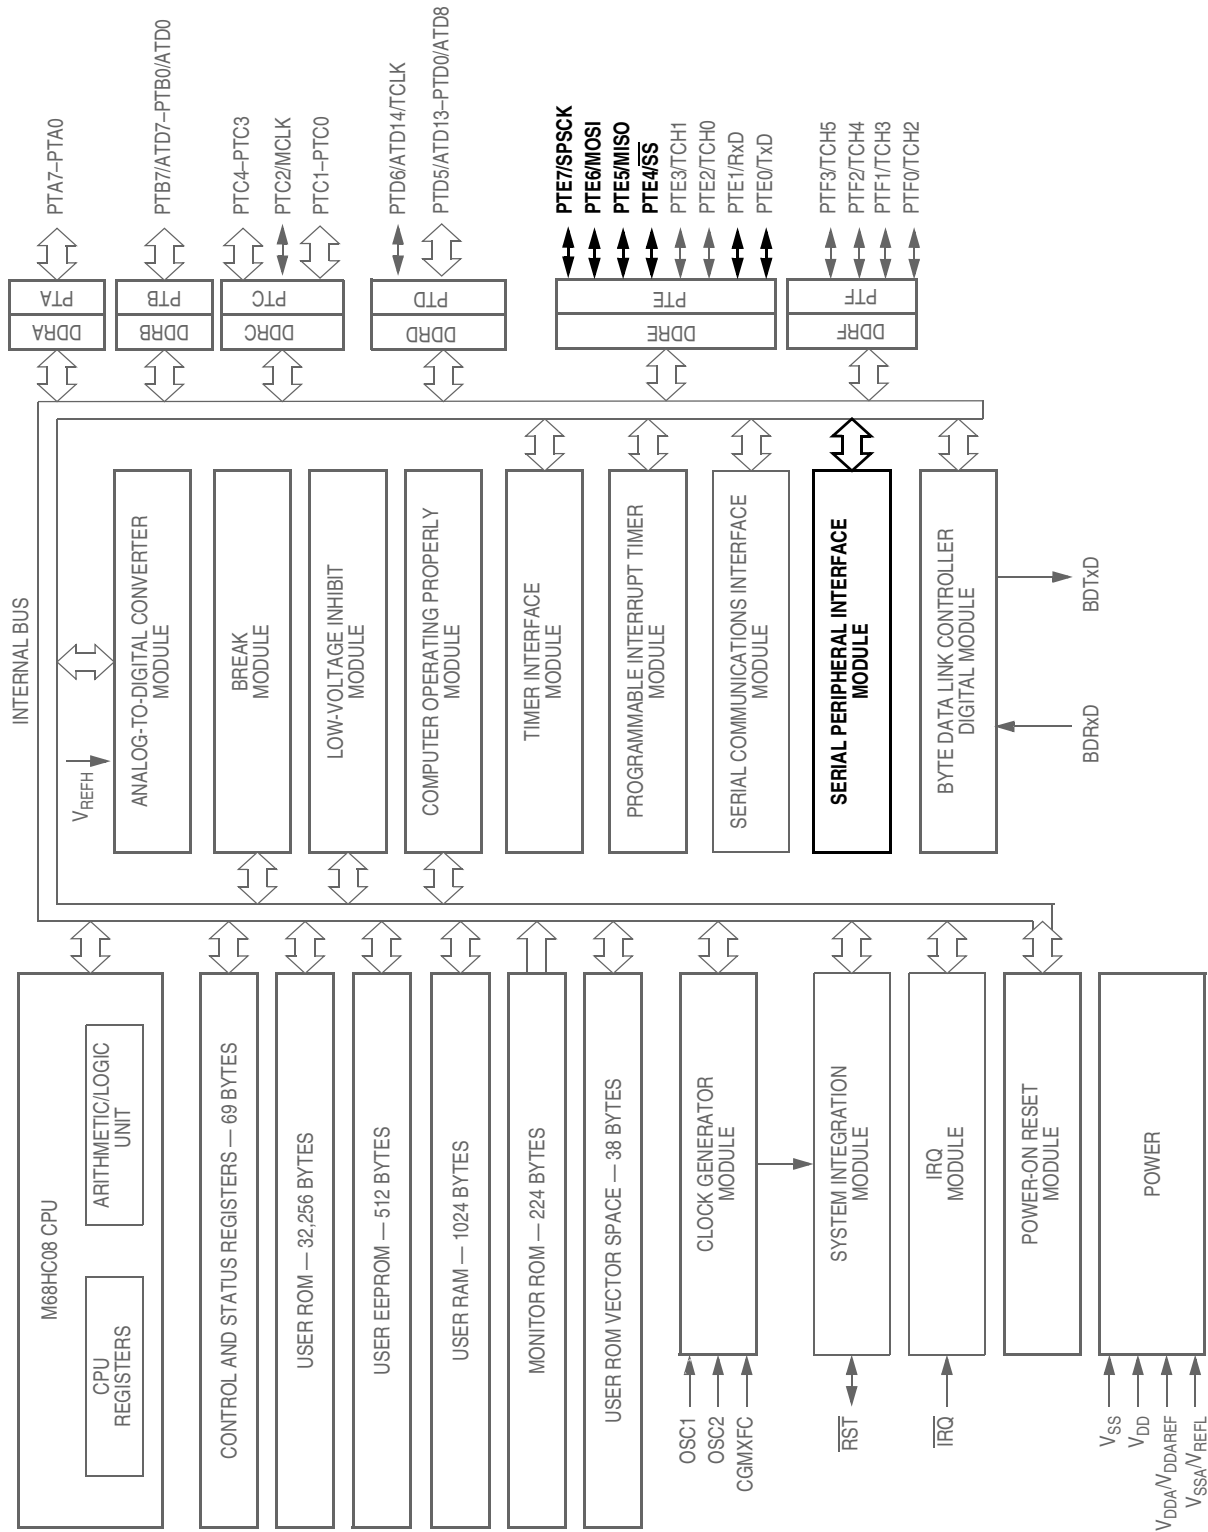 M68HC08 CPU
CPU
REGISTERS
ARITHMETIC/LOGIC
UNIT
CONTROL AND STATUS REGISTERS — 69 BYTES
USER ROM — 32,256 BYTES
USER EEPROM — 512 BYTES
USER RAM — 1024 BYTES
MONITOR ROM — 224 BYTES
USER ROM VECTOR SPACE — 38 BYTES
OSC1
OSC2
CGMXFC
CLOCK GENERATOR
MODULE
RST
SYSTEM INTEGRATION
MODULE
IRQ
IRQ
MODULE
POWER-ON RESET
MODULE
VSS
VDD
VDDA/VDDAREF
VSSA/VREFL
POWER
INTERNAL BUS
VREFH
ANALOG-TO-DIGITAL CONVERTER
MODULE
BREAK
MODULE
LOW-VOLTAGE INHIBIT
MODULE
COMPUTER OPERATING PROPERLY
MODULE
TIMER INTERFACE
MODULE
PROGRAMMABLE INTERRUPT TIMER
MODULE
SERIAL COMMUNICATIONS INTERFACE
MODULE
SERIAL PERIPHERAL INTERFACE
MODULE
BYTE DATA LINK CONTROLLER
DIGITAL MODULE
BDRxD
BDTxD
DDRA
PTA
PTA7–PTA0
DDRB
PTB
PTB7/ATD7–PTB0/ATD0
DDRC
PTC
PTC4–PTC3
PTC2/MCLK
PTC1–PTC0
DDRD
PTD
PTD6/ATD14/TCLK
PTD5/ATD13–PTD0/ATD8
DDRE
PTE
PTE7/SPSCK
PTE6/MOSI
PTE5/MISO
PTE4/SS
PTE3/TCH1
PTE2/TCH0
PTE1/RxD
PTE0/TxD
DDRF
PTF
PTF3/TCH5
PTF2/TCH4
PTF1/TCH3
PTF0/TCH2